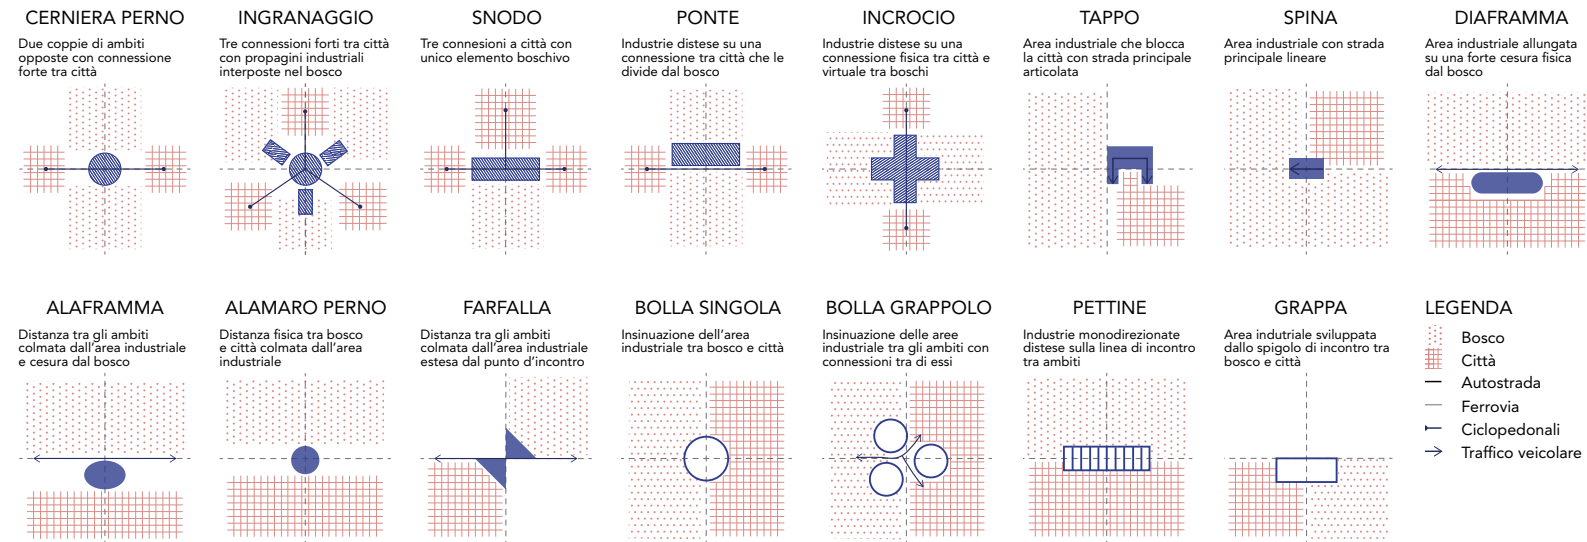 CERNIERA PERNO
Due coppie di ambiti
opposte con connessione
forte tra città
INGRANAGGIO
Tre connessioni forti tra città
con propagini industriali
interposte nel bosco
SNODO
Tre connesioni a città con
unico elemento boschivo
PONTE
Industrie distese su una
connessione tra città che le
divide dal bosco
INCROCIO
Industrie distese su una
connessione fisica tra città e
virtuale tra boschi
TAPPO
Area industriale che blocca
la città con strada principale
articolata
SPINA
Area industriale con strada
principale lineare
DIAFRAMMA
Area industriale allungata
su una forte cesura fisica
dal bosco
ALAFRAMMA
Distanza tra gli ambiti
colmata dall'area industriale
e cesura dal bosco
ALAMARO PERNO
Distanza fisica tra bosco
e città colmata dall'area
industriale
FARFALLA
Distanza tra gli ambiti
colmata dall'area industriale
estesa dal punto d'incontro
BOLLA SINGOLA
Insinuazione dell'area
industriale tra bosco e città
BOLLA GRAPPOLO
Insinuazione delle aree
industriale tra gli ambiti con
connessioni tra di essi
PETTINE
Industrie monodirezionate
distese sulla linea di incontro
tra ambiti
GRAPPA
Area indutriale sviluppata
dallo spigolo di incontro tra
bosco e città
LEGENDA
Bosco
Città
Autostrada
Ferrovia
Ciclopedonali
Traffico veicolare